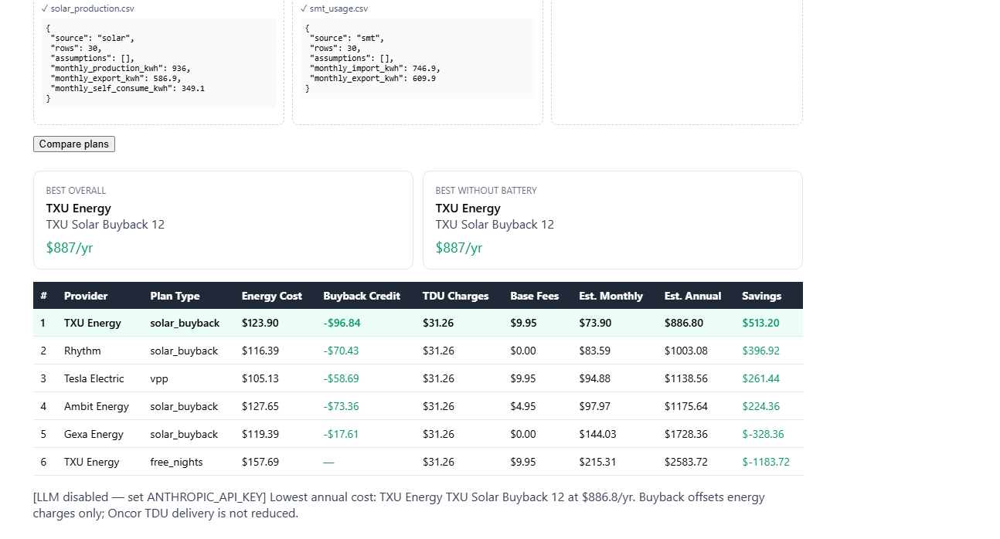 ✓ solar_production.csv
{
"source": "solar",
"rows": 30,
"assumptions": [],
"monthly_production_kwh": 936,
"monthly_export_kwh": 586.9,
"monthly_self_consume_kwh": 349.1
}
✓ smt_usage.csv
{
"source": "smt",
"rows": 30,
"assumptions": [],
"monthly_import_kwh": 746.9,
"monthly_export_kwh": 609.9
}
Compare plans
BEST OVERALL
TXU Energy
TXU Solar Buyback 12
$887/yr
BEST WITHOUT BATTERY
TXU Energy
TXU Solar Buyback 12
$887/yr
# Provider Plan Type Energy Cost Buyback Credit TDU Charges Base Fees Est. Monthly Est. Annual Savings
1 TXU Energy solar_buyback $123.90 -$96.84 $31.26 $9.95 $73.90 $886.80 $513.20
2 Rhythm solar_buyback $116.39 -$70.43 $31.26 $0.00 $83.59 $1003.08 $396.92
3 Tesla Electric vpp $105.13 -$58.69 $31.26 $9.95 $94.88 $1138.56 $261.44
4 Ambit Energy solar_buyback $127.65 -$73.36 $31.26 $4.95 $97.97 $1175.64 $224.36
5 Gexa Energy solar_buyback $119.39 -$17.61 $31.26 $0.00 $144.03 $1728.36 $-328.36
6 TXU Energy free_nights $157.69 — $31.26 $9.95 $215.31 $2583.72 $-1183.72
[LLM disabled — set ANTHROPIC_API_KEY] Lowest annual cost: TXU Energy TXU Solar Buyback 12 at $886.8/yr. Buyback offsets energy
charges only; Oncor TDU delivery is not reduced.